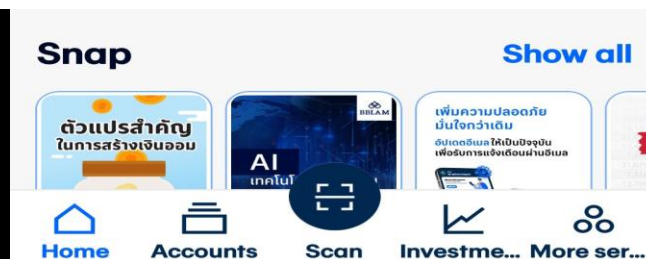 Snap
Show all
ตัวแปรสำคัญ
ในการสร้างเงินออม
BBLAM
AI
เพิ่มความปลอดภัย
มั่นใจกว่าเดิม
อัปเดตอีเมลให้เป็นปัจจุบัน
เพื่อรับการแจ้งเตือนผ่านอีเมล
Home
Accounts
Scan
Investme...
More ser...